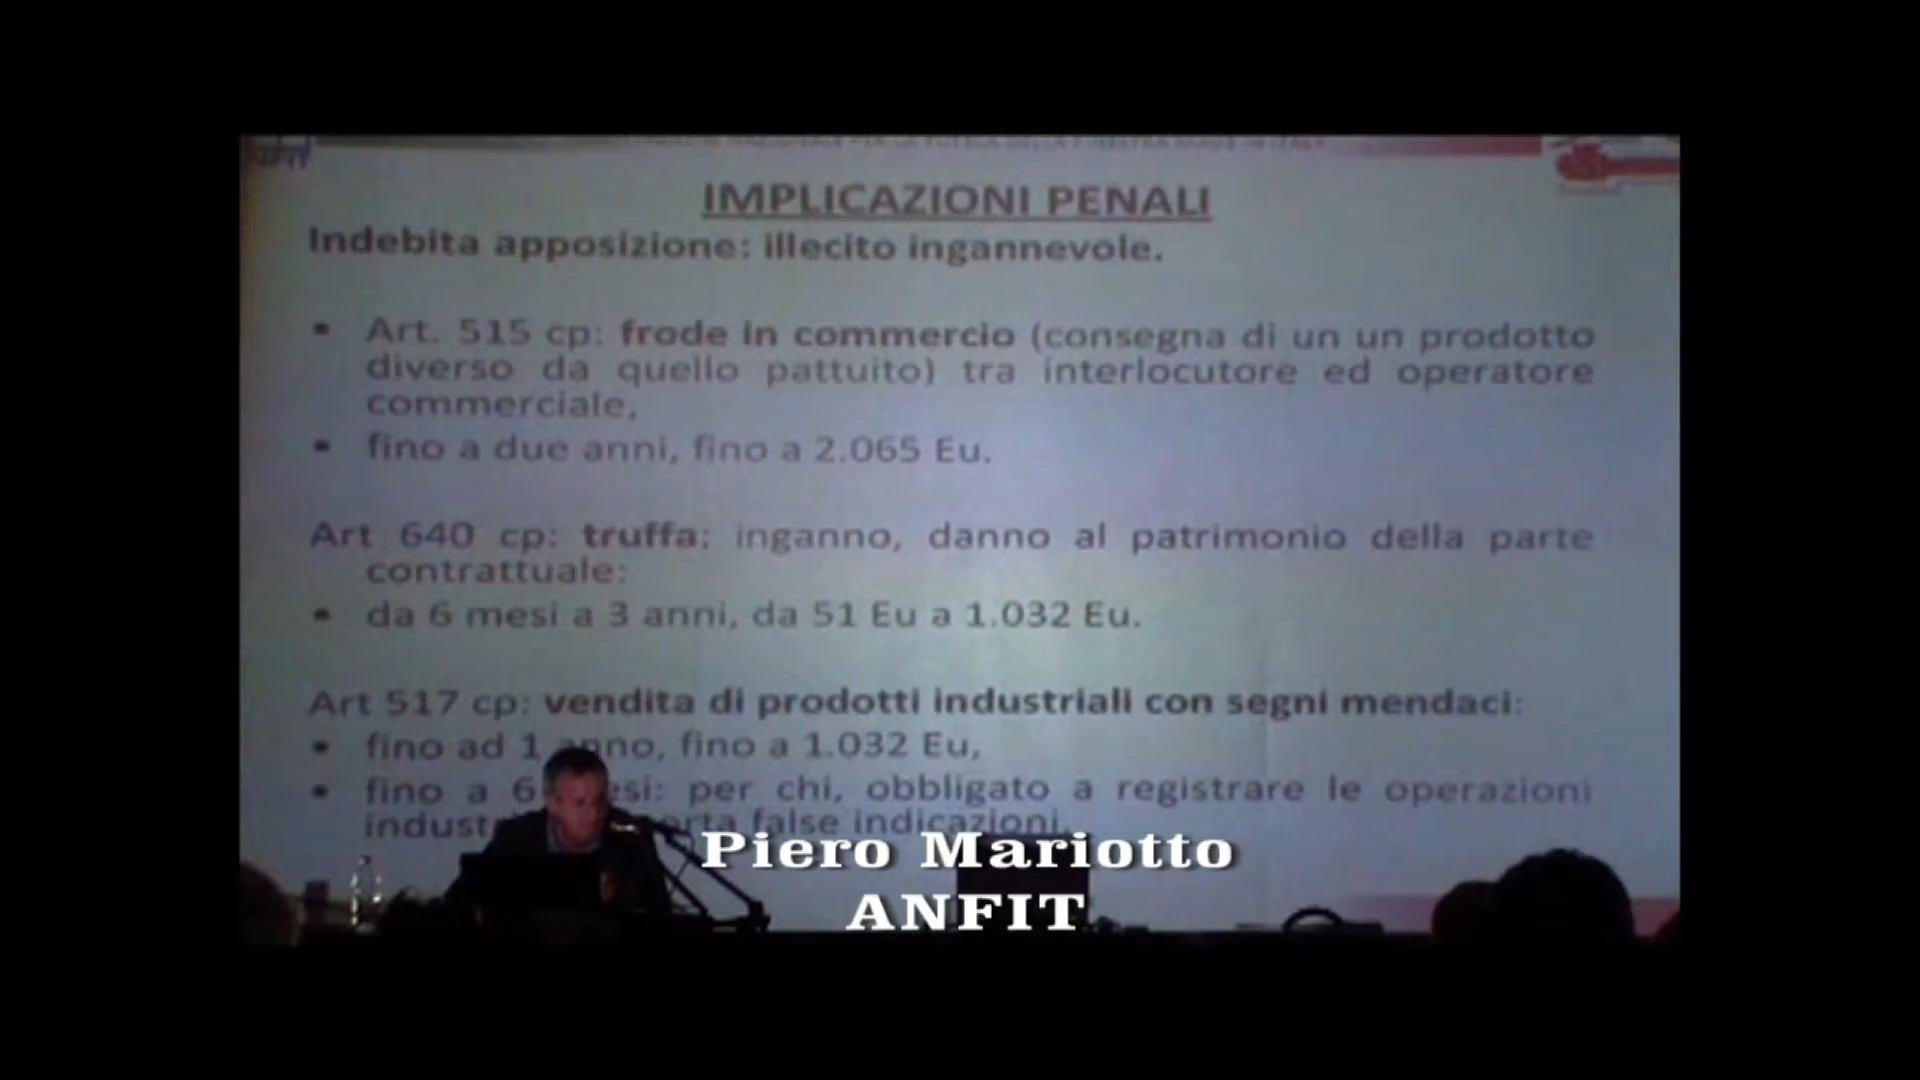 IMPLICAZIONI PENALI
Indebita apposizione: illecito ingannevole.
• Art. 515 cp: frode in commercio (consegna di un un prodotto
diverso da quello pattuito) tra interlocutore ed operatore
commerciale,
• fino a due anni, fino a 2.065 Eu.
Art 640 cp: truffa: inganno, danno al patrimonio della parte
contrattuale:
• da 6 mesi a 3 anni, da 51 Eu a 1.032 Eu.
Art 517 cp: vendita di prodotti industriali con segni mendaci:
• fino ad 1 anno, fino a 1.032 Eu,
• fino a 6 mesi: per chi, obbligato a registrare le operazioni
false indicazioni.
Piero Mariotto
ANFIT